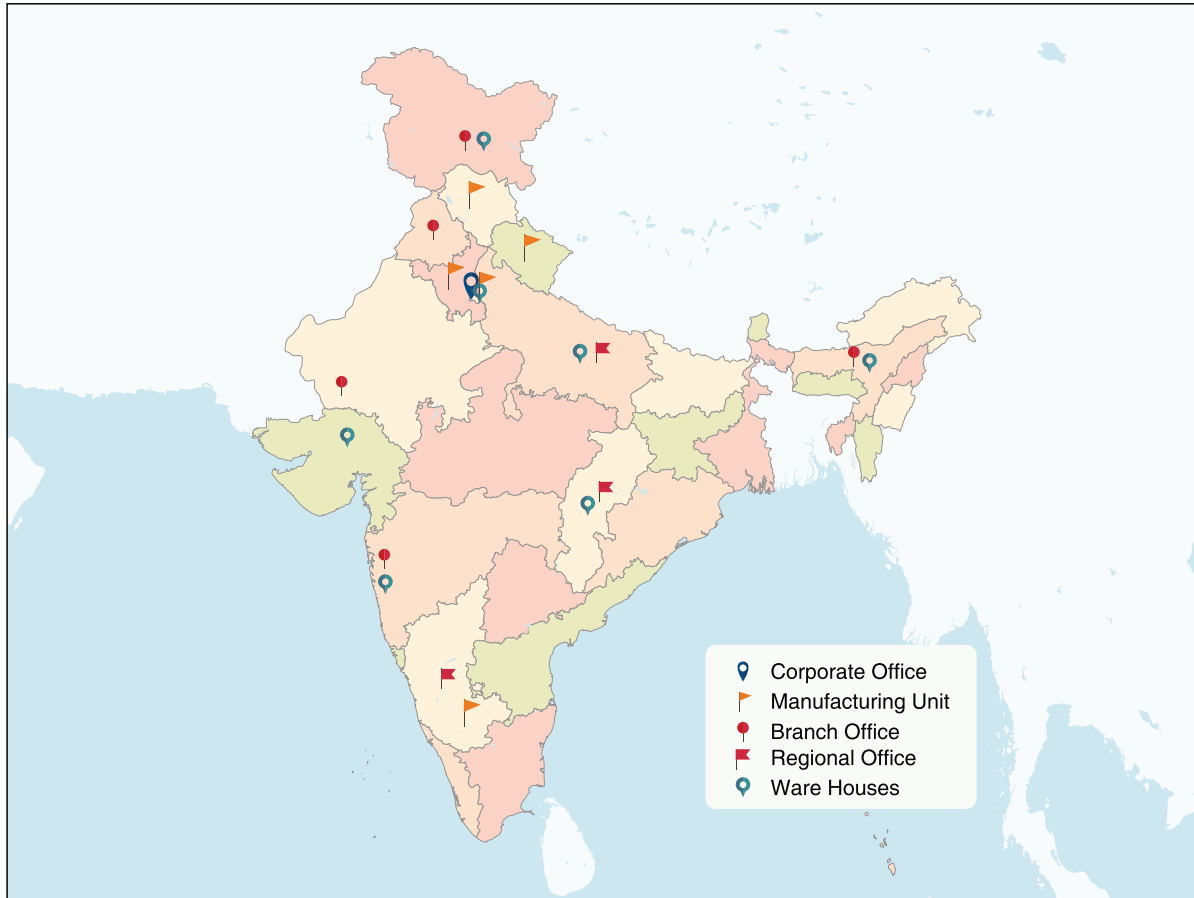 Corporate Office
Manufacturing Unit
Branch Office
Regional Office
Ware Houses